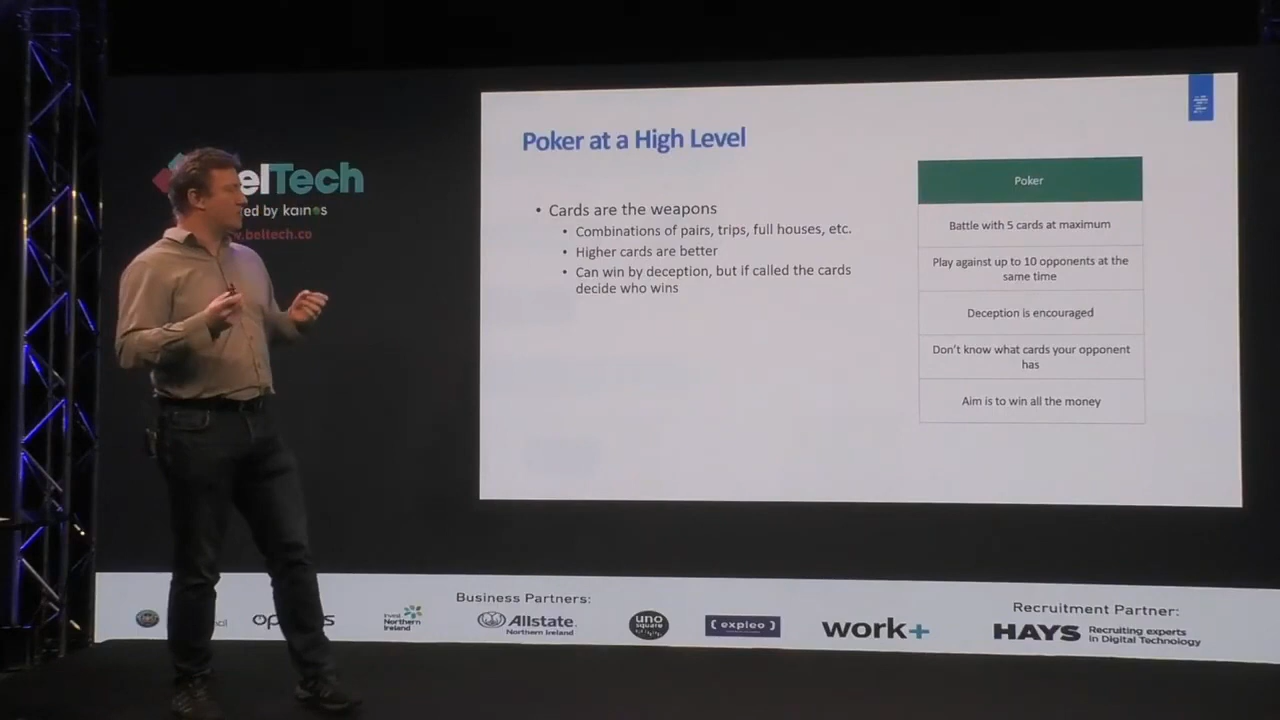 elTech
ed by kainos
.beltech.co
Poker at a High Level
• Cards are the weapons
• Combinations of pairs, trips, full houses, etc.
• Higher cards are better
• Can win by deception, but if called the cards
decide who wins
Poker
Battle with 5 cards at maximum
Play against up to 10 opponents at the
same time
Deception is encouraged
Don't know what cards your opponent
has
Aim is to win all the money
Business Partners:
Invest
Northern
Ireland
Allstate
Northern Ireland
uno
square
[expleo]
work+
Recruitment Partner:
HAYS Recruiting experts
in Digital Technology